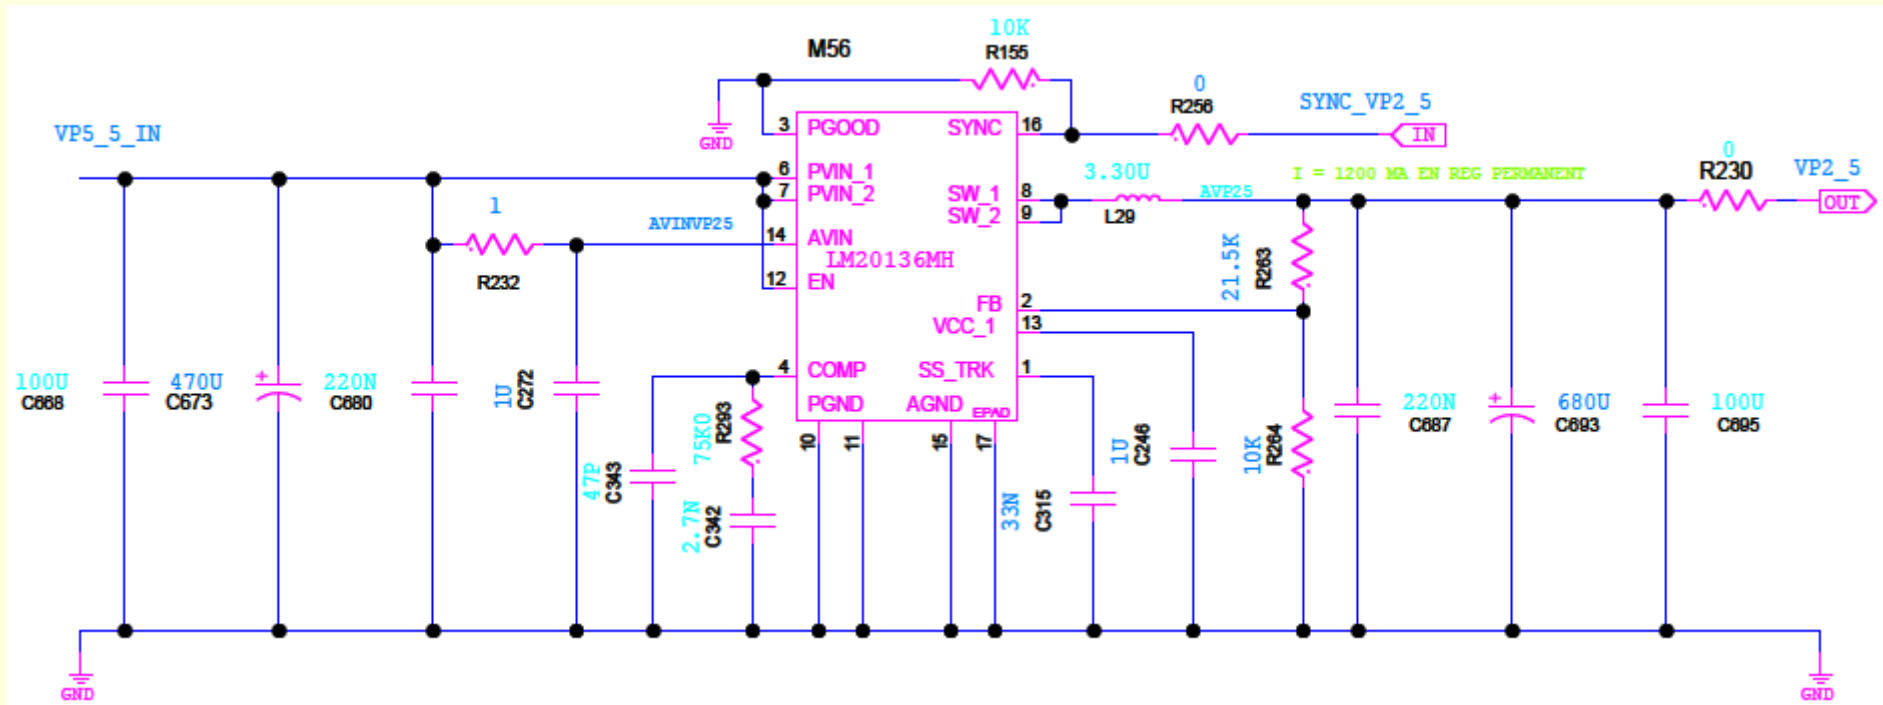 10K
R155
M56
0
R256
SYNC_VP2_5
IN
GND
3 PGOOD
SYNC 16
VP5_5_IN
6 PVIN_1
7 PVIN_2
SW_1 8
SW_2 9
3.30U
L29
AVP25
I = 1200 MA EN REG PERMANENT
0
R230
VP2_5
OUT
1
R232
AVINVP25
14 AVIN
LM20136MH
12 EN
21.5K
R263
FB 2
VCC_1 13
4 COMP
SS_TRK 1
PGND
AGND
EPAD
10
11
15
17
100U
C668
470U
+
C673
220N
C680
1U
C272
47P
C343
75K0
R293
2.7N
C342
33N
C315
1U
C246
10K
R264
220N
C687
+
680U
C693
100U
C695
GND
GND